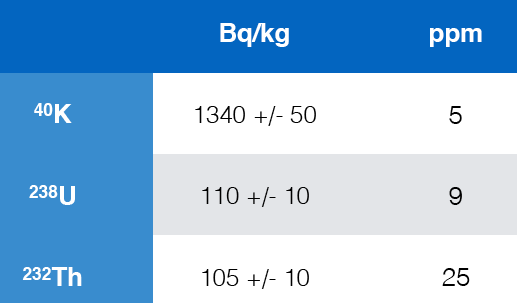 Bq/kg ppm
⁴⁰K 1340 +/- 50 5
²³⁸U 110 +/- 10 9
²³²Th 105 +/- 10 25